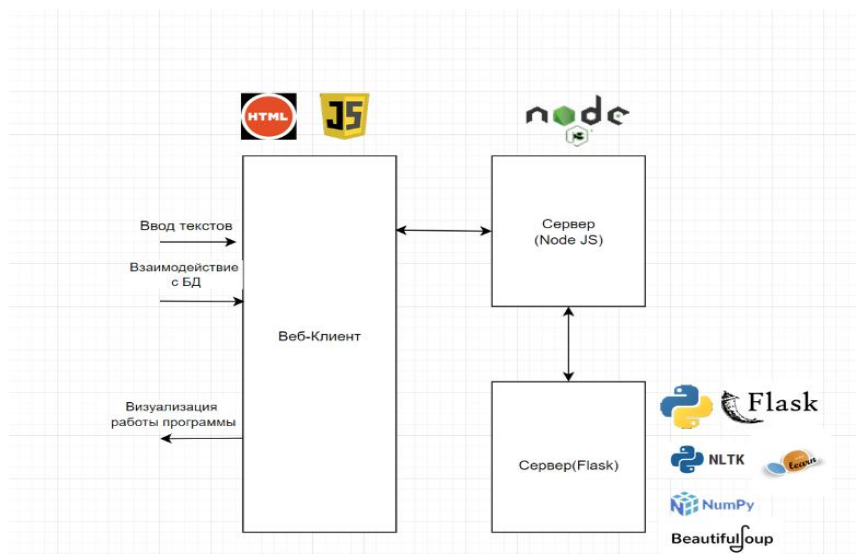 HTML
JS
node
JS
Ввод текстов
Взаимодействие
с БД
Визуализация
работы программы
Веб-Клиент
Сервер
(Node JS)
Сервер(Flask)
Flask
NLTK
learn
NumPy
BeautifulSoup